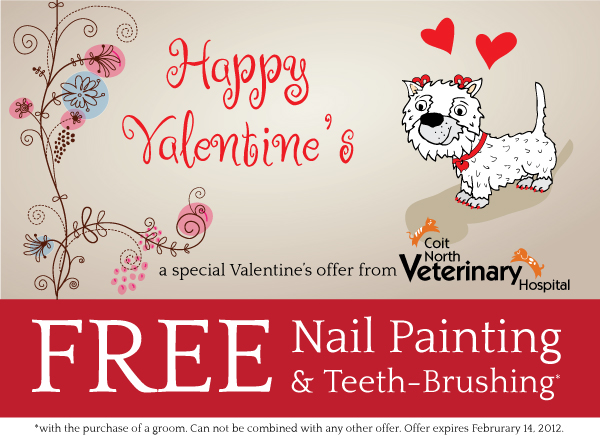 Happy
Valentine's
a special Valentine's offer from
Coit
North
Veterinary
Hospital
FREE
Nail Painting
& Teeth-Brushing*
*with the purchase of a groom. Can not be combined with any other offer. Offer expires Februrary 14, 2012.